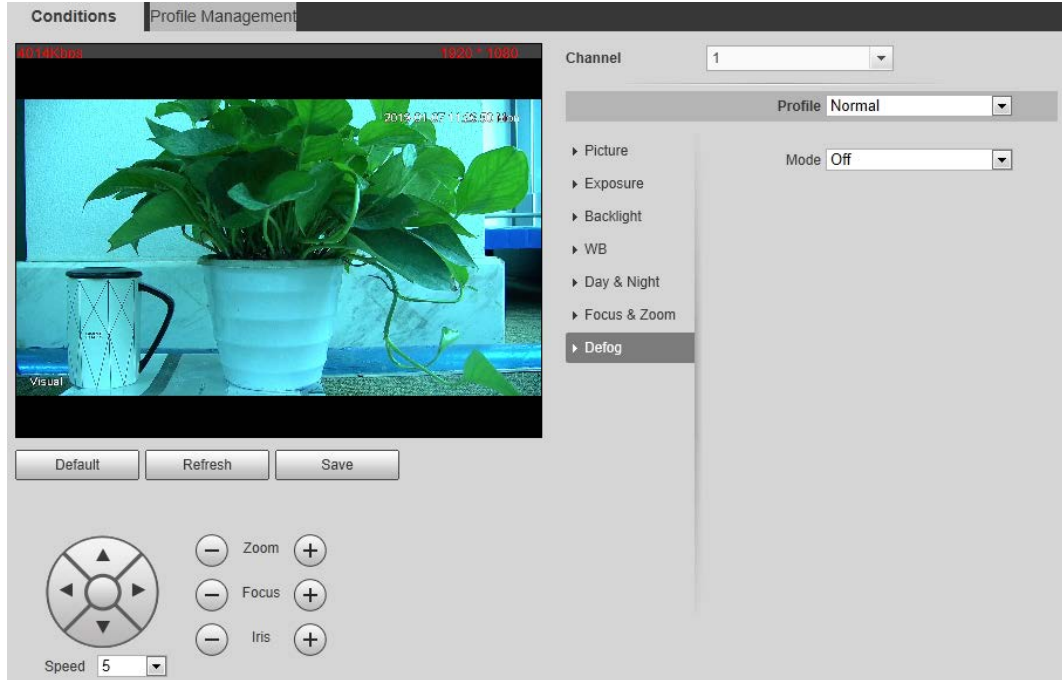 Conditions
Profile Management
4014Kbps
1920 * 1080
Visual
Default
Refresh
Save
Zoom
Focus
Iris
Speed 5
Channel 1
Profile Normal
Picture
Exposure
Backlight
WB
Day & Night
Focus & Zoom
Defog
Mode Off